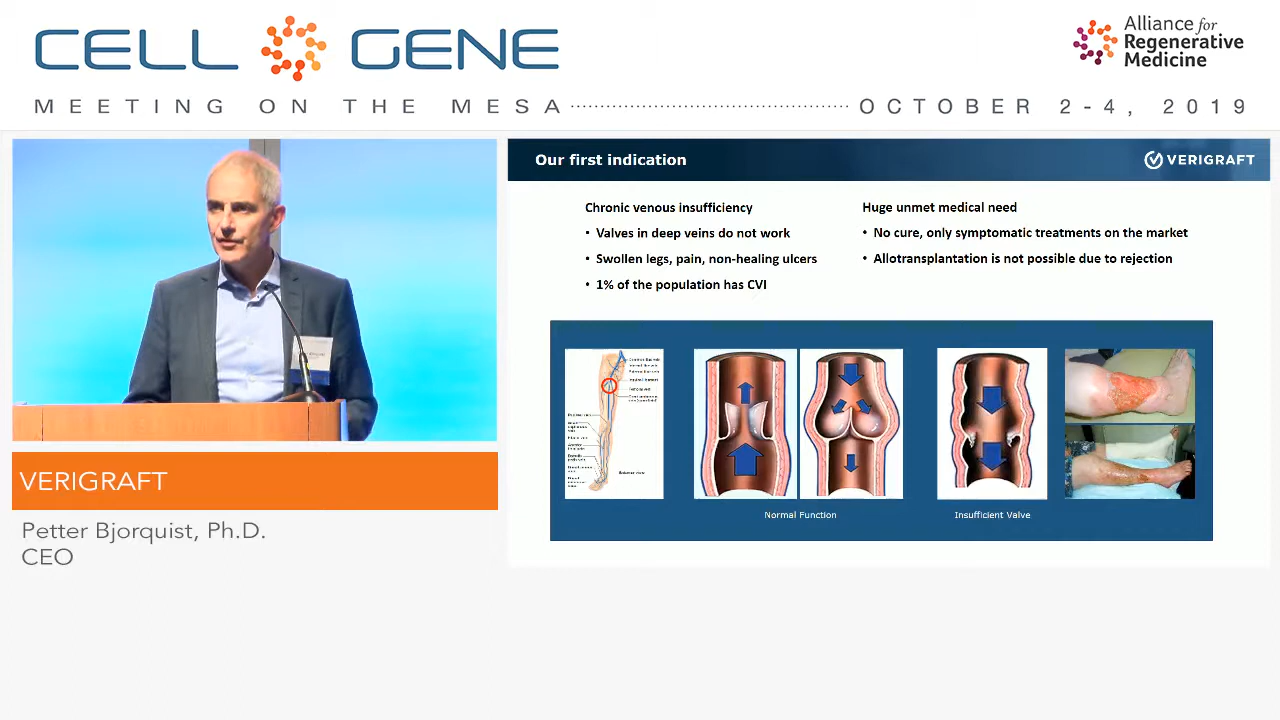 CELL GENE
Alliance for
Regenerative
Medicine
MEETING ON THE MESA OCTOBER 2-4, 2019
Our first indication
VERIGRAFT
Chronic venous insufficiency
• Valves in deep veins do not work
• Swollen legs, pain, non-healing ulcers
• 1% of the population has CVI
Huge unmet medical need
• No cure, only symptomatic treatments on the market
• Allotransplantation is not possible due to rejection
Normal Function
Insufficient Valve
VERIGRAFT
Petter Bjorquist, Ph.D.
CEO